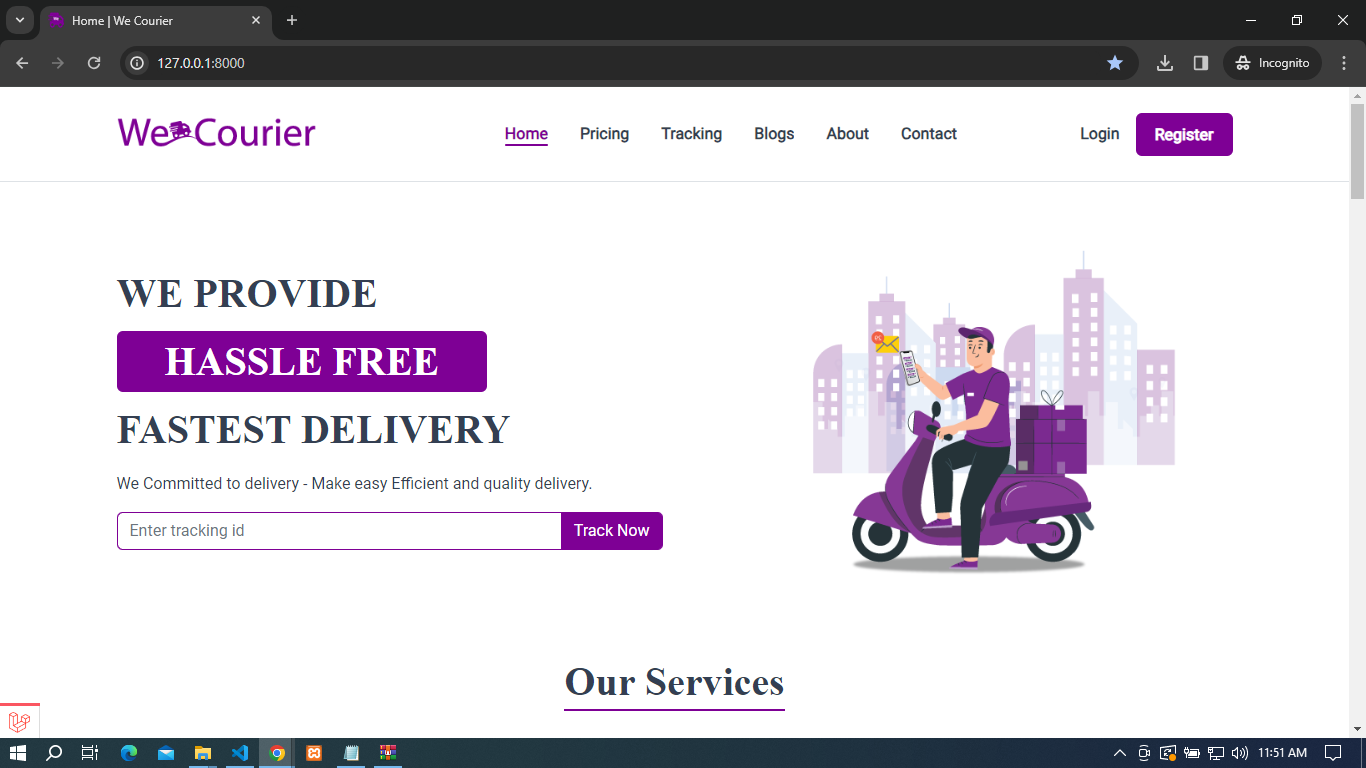 Home | We Courier
127.0.0.1:8000
Incognito
We Courier
Home
Pricing
Tracking
Blogs
About
Contact
Login
Register
WE PROVIDE
HASSLE FREE
FASTEST DELIVERY
We Committed to delivery - Make easy Efficient and quality delivery.
Enter tracking id
Track Now
Our Services
11:51 AM